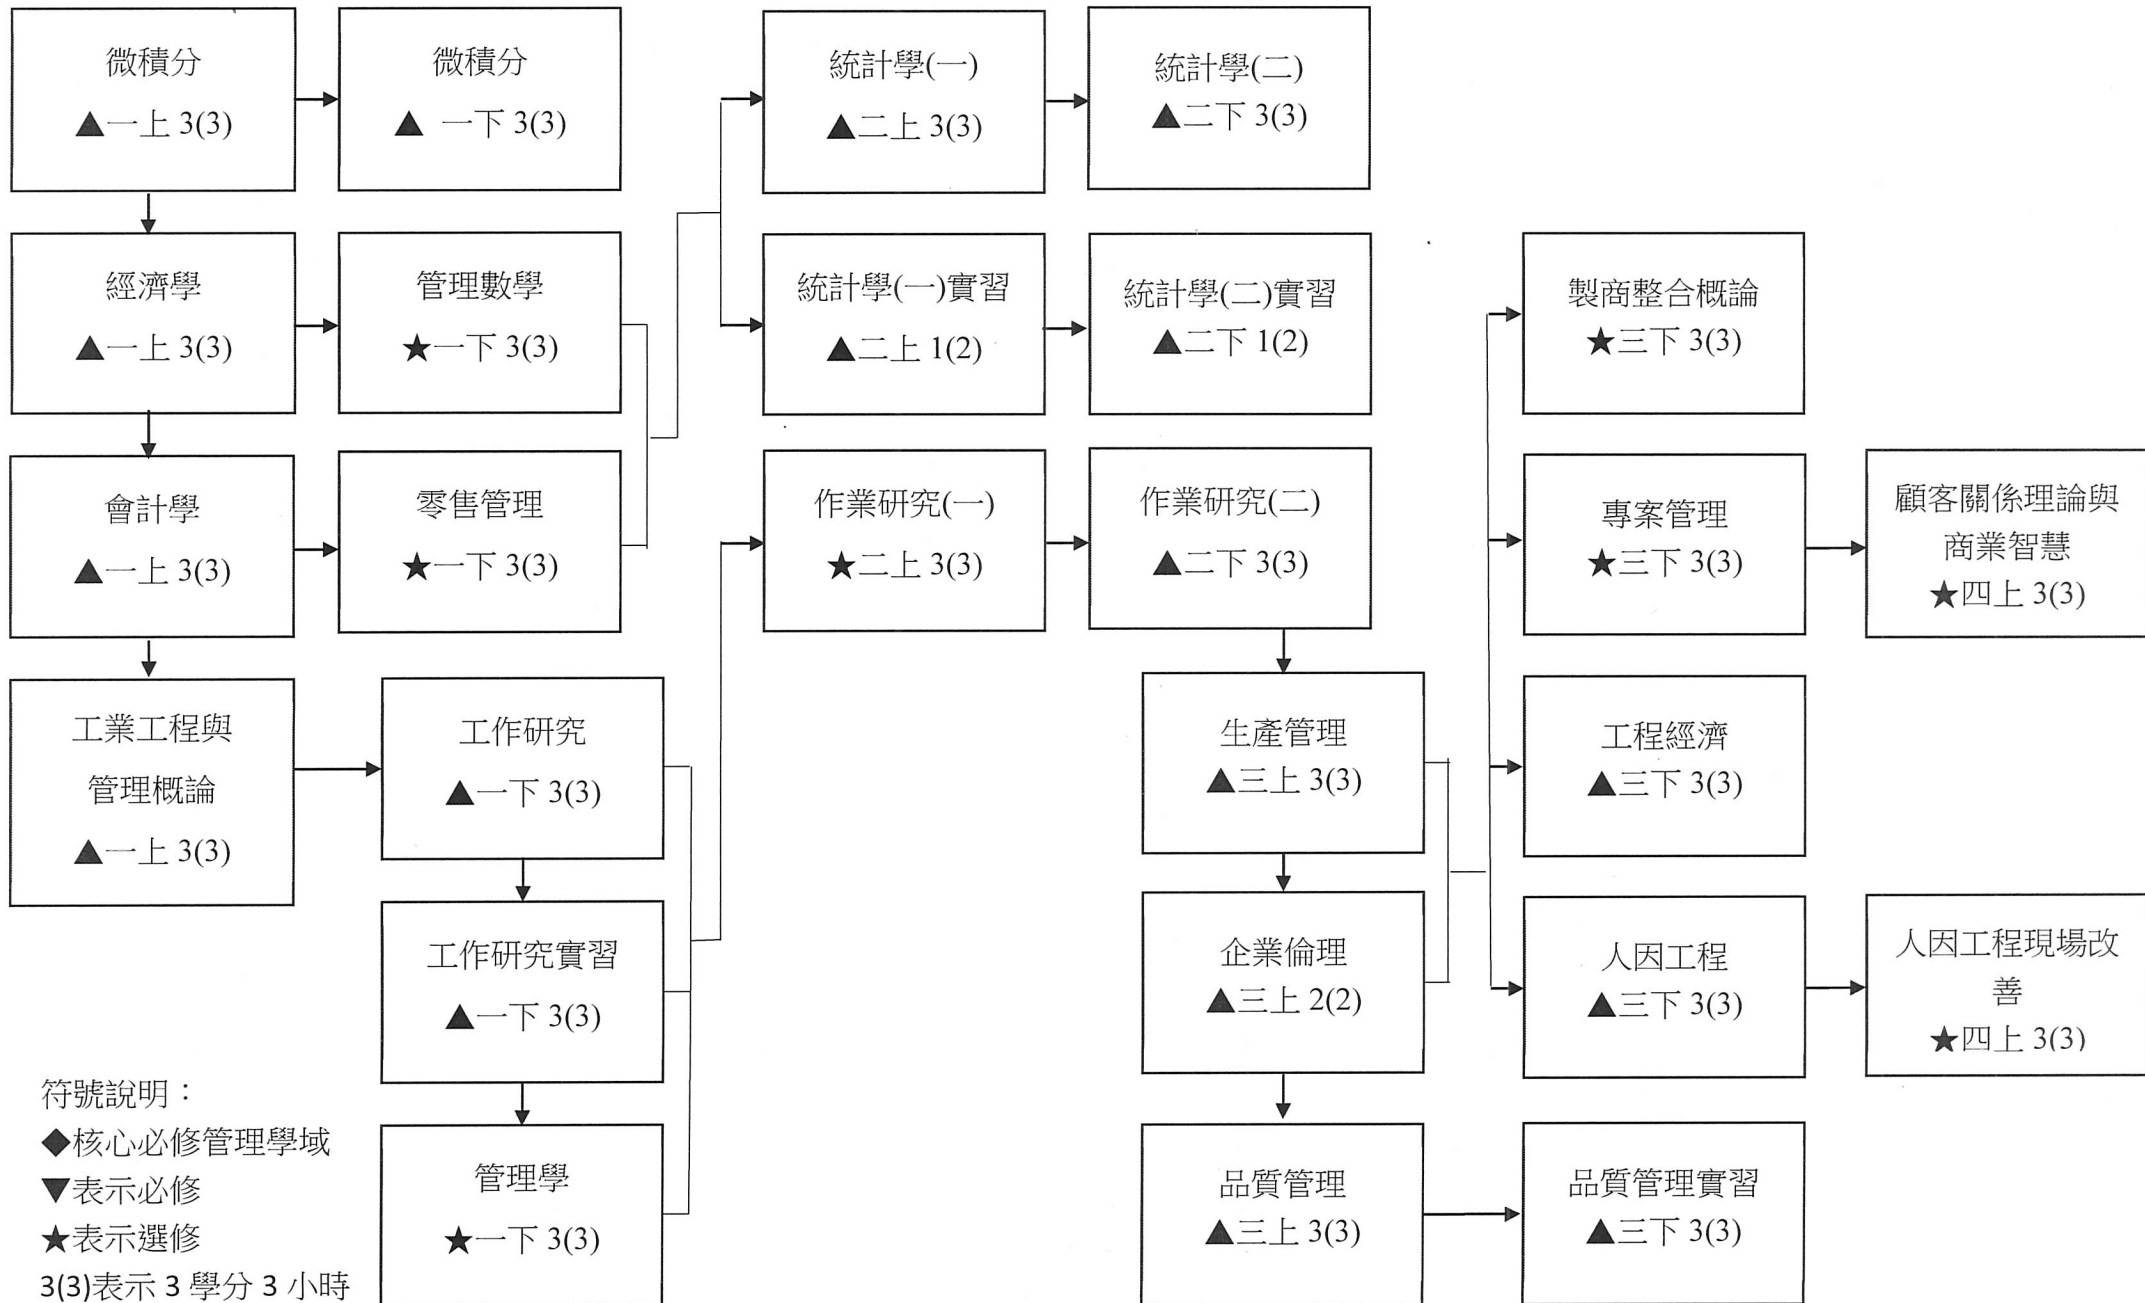 微積分
▲一上 3(3)
微積分
▲ 一下 3(3)
統計學(一)
▲二上 3(3)
統計學(二)
▲二下 3(3)
經濟學
▲一上 3(3)
管理數學
★一下 3(3)
統計學(一)實習
▲二上 1(2)
統計學(二)實習
▲二下 1(2)
製商整合概論
★三下 3(3)
會計學
▲一上 3(3)
零售管理
★一下 3(3)
作業研究(一)
★二上 3(3)
作業研究(二)
▲二下 3(3)
專案管理
★三下 3(3)
顧客關係理論與
商業智慧
★四上 3(3)
工業工程與
管理概論
▲一上 3(3)
工作研究
▲一下 3(3)
生產管理
▲三上 3(3)
工程經濟
▲三下 3(3)
工作研究實習
▲一下 3(3)
企業倫理
▲三上 2(2)
人因工程
▲三下 3(3)
人因工程現場改
善
★四上 3(3)
管理學
★一下 3(3)
品質管理
▲三上 3(3)
品質管理實習
▲三下 3(3)
符號說明：
◆核心必修管理學域
▼表示必修
★表示選修
3(3)表示 3 學分 3 小時